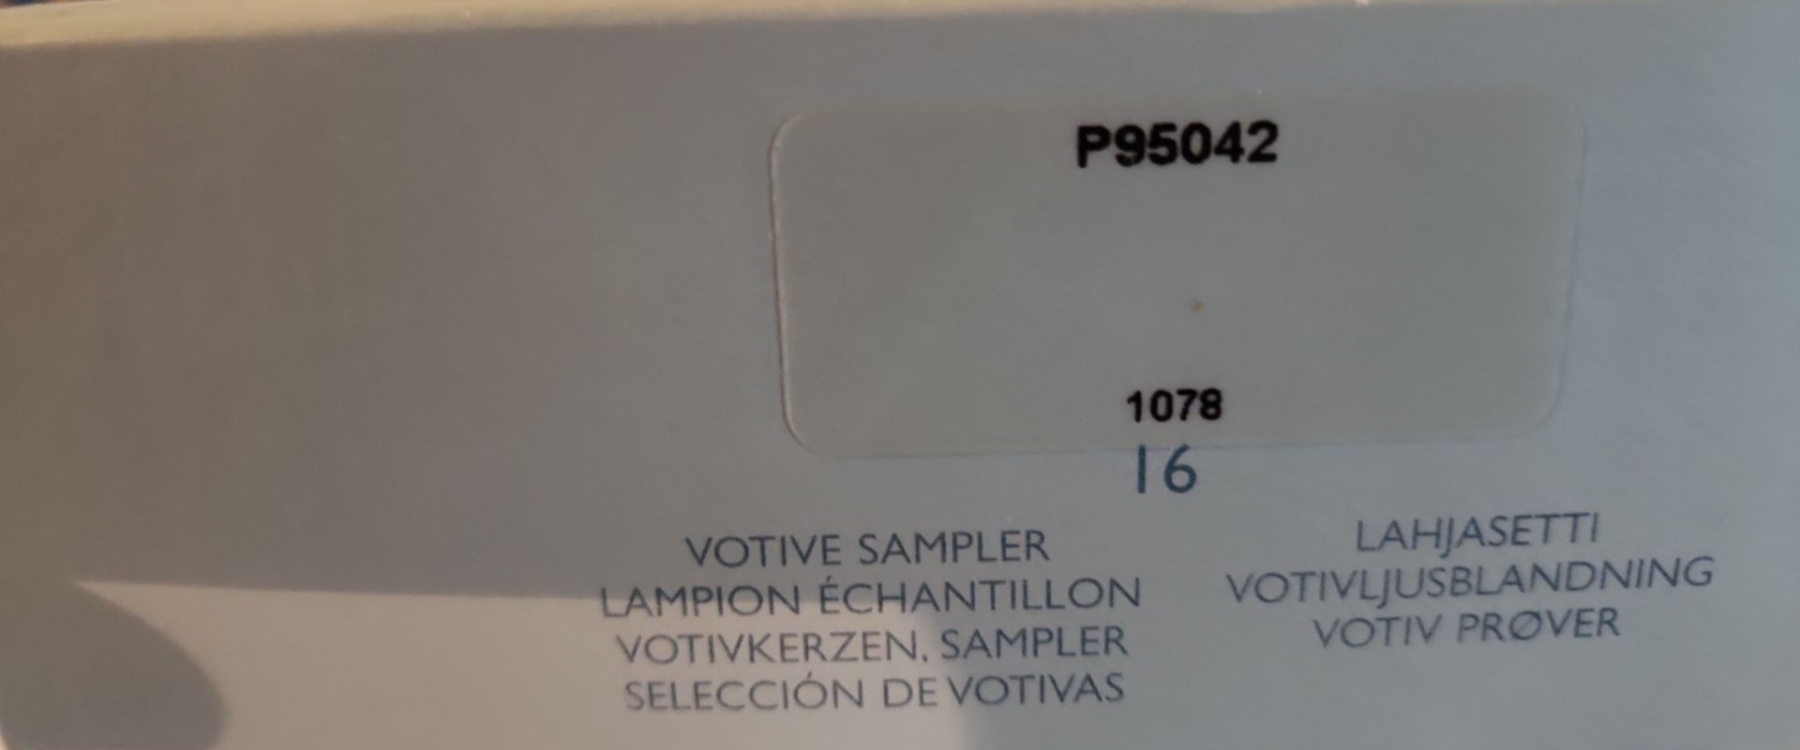 P95042
1078
16
VOTIVE SAMPLER
LAMPION ÉCHANTILLON
VOTIVKERZEN, SAMPLER
SELECCIÓN DE VOTIVAS
LAHJASETTI
VOTIVLJUSBLANDNING
VOTIV PRØVER